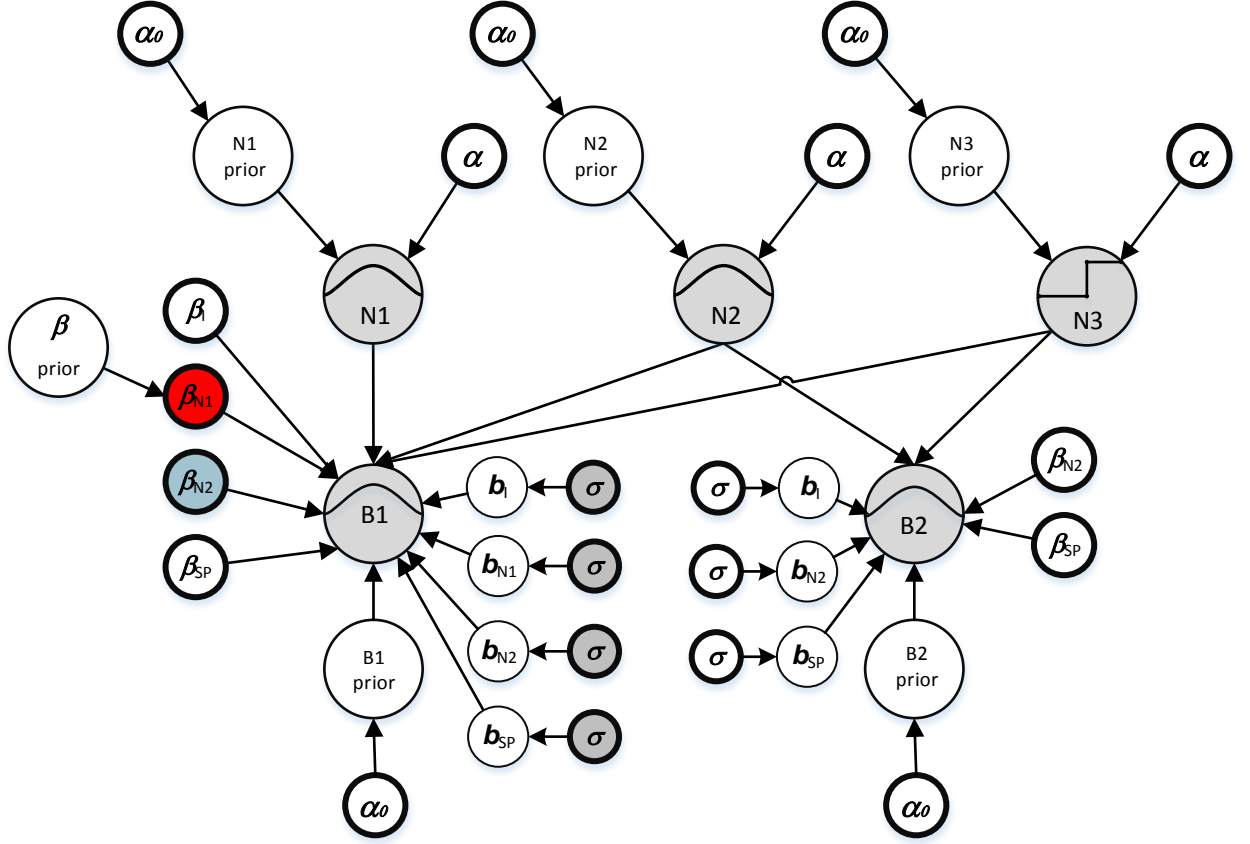 α0
α0
α0
N1
prior
α
N2
prior
α
N3
prior
α
N1
N2
N3
β
prior
βI
βN1
βN2
βSP
B1
bI
σ
bN1
σ
bN2
σ
bSP
σ
B1
prior
α0
σ
bI
σ
bN2
σ
bSP
B2
βN2
βSP
B2
prior
α0